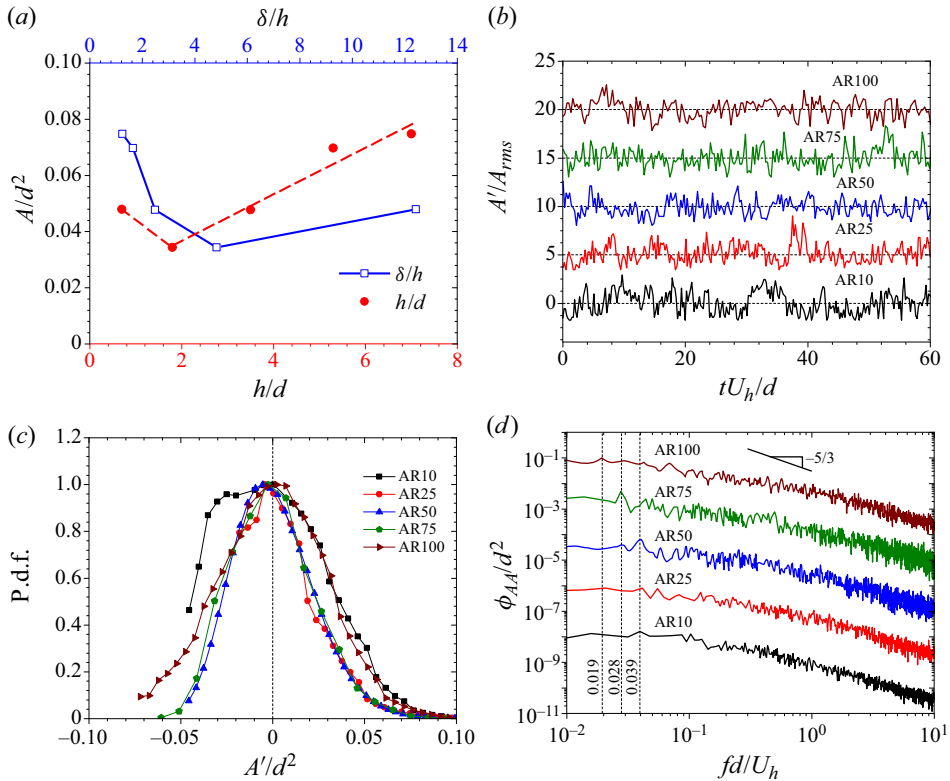 (a)
δ/h
0 2 4 6 8 10 12 14
0.10
0.08
0.06
0.04
0.02
0
A/d²
δ/h
h/d
0 2 4 6 8
h/d
(b)
25
20
15
10
5
0
A′/A_rms
AR100
AR75
AR50
AR25
AR10
0 20 40 60
tU_h/d
(c)
1.2
1.0
0.8
0.6
0.4
0.2
0
P.d.f.
AR10
AR25
AR50
AR75
AR100
−0.10 −0.05 0 0.05 0.10
A′/d²
(d)
10⁻¹
10⁻³
10⁻⁵
10⁻⁷
10⁻⁹
10⁻¹¹
ϕ_AA/d²
−5/3
AR100
AR75
AR50
AR25
AR10
0.019
0.028
0.039
10⁻² 10⁻¹ 10⁰ 10¹
fd/U_h